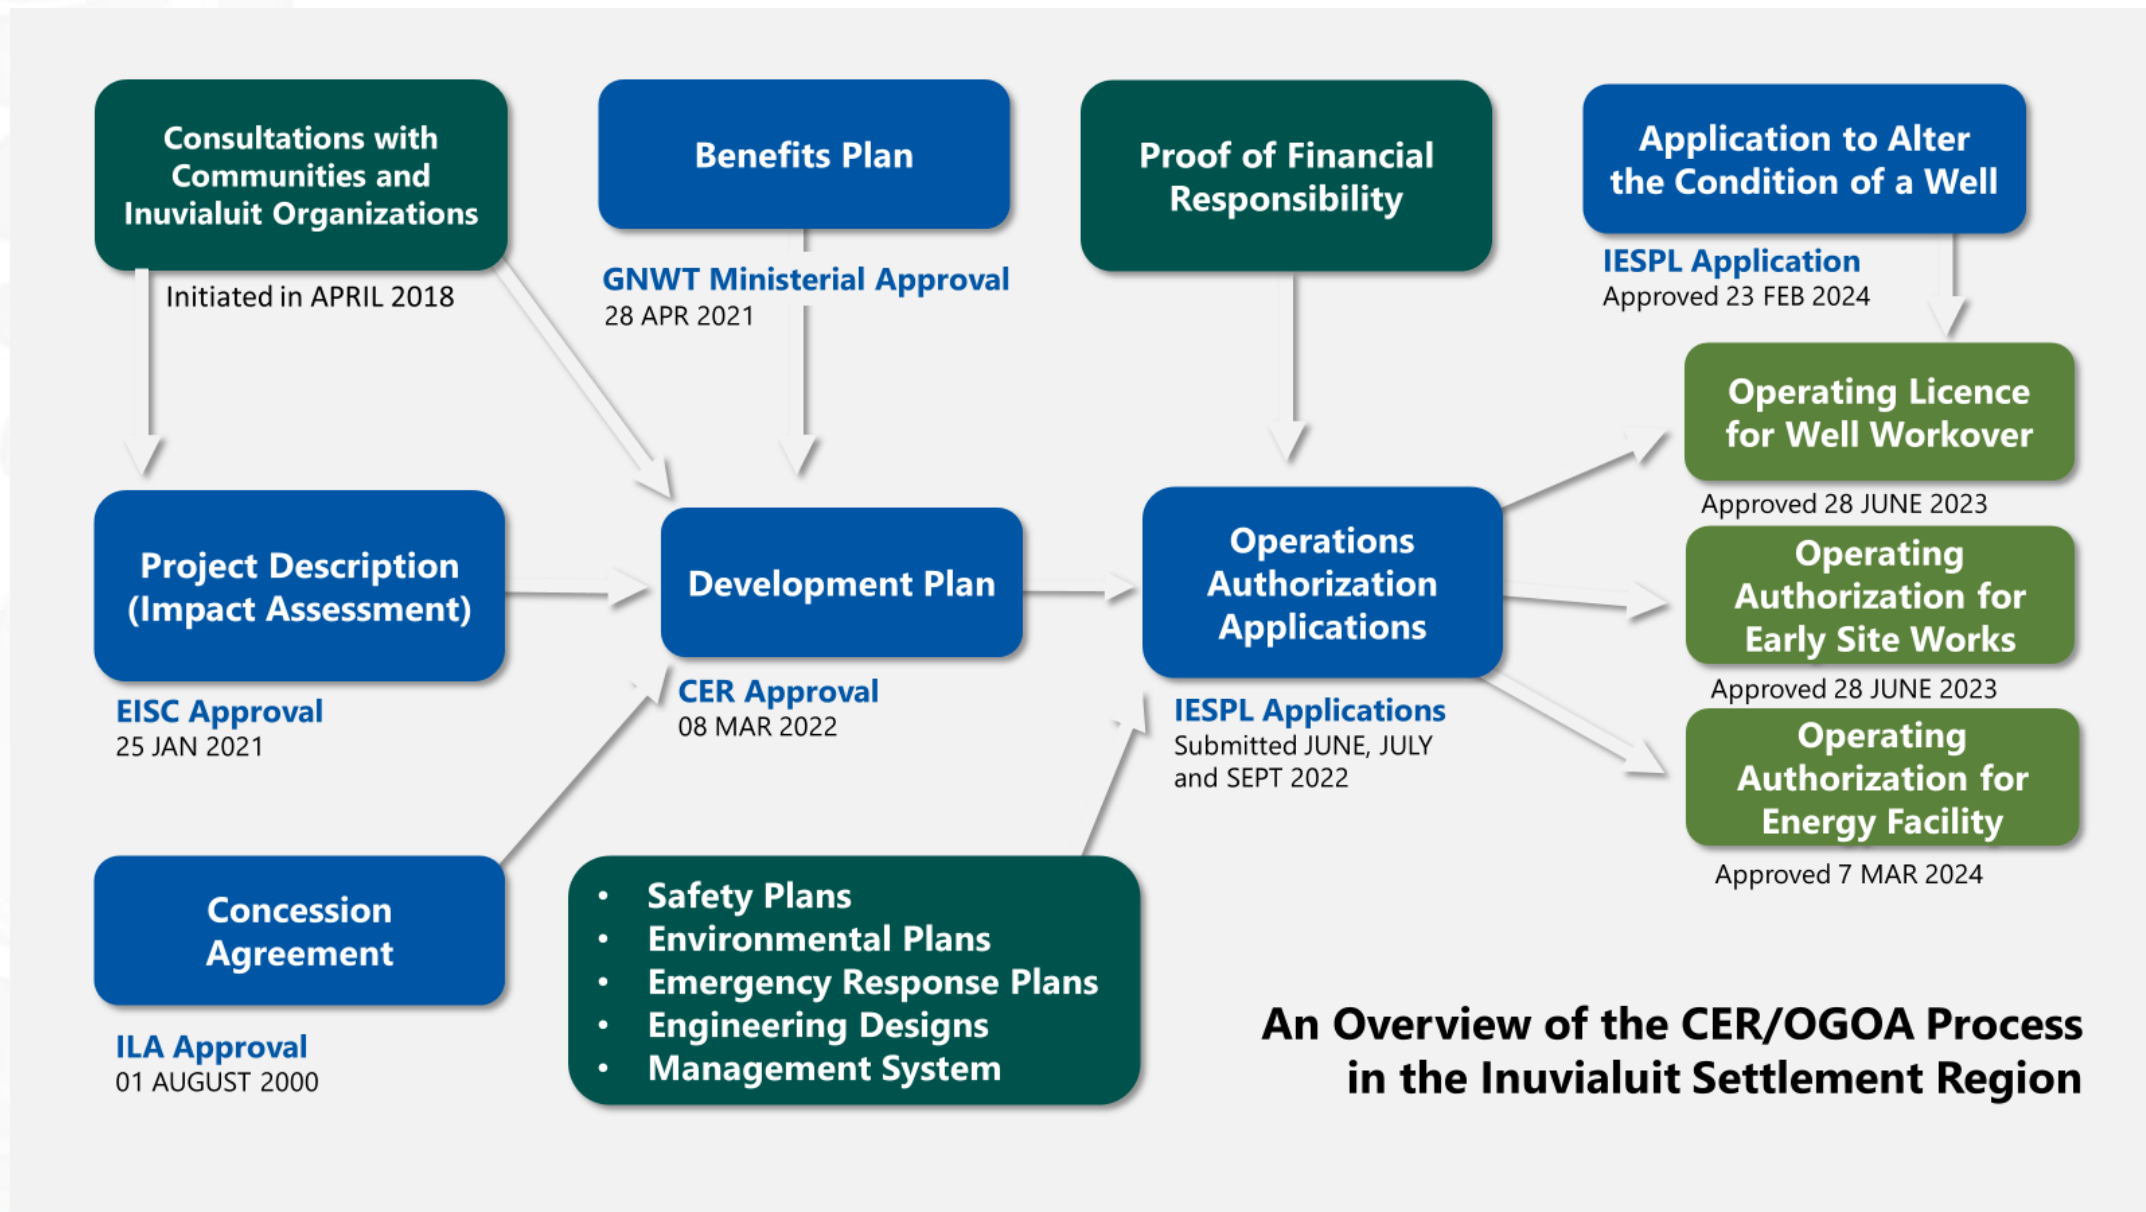 Consultations with
Communities and
Inuvialuit Organizations
Initiated in APRIL 2018
Benefits Plan
GNWT Ministerial Approval
28 APR 2021
Proof of Financial
Responsibility
Application to Alter
the Condition of a Well
IESPL Application
Approved 23 FEB 2024
Operating Licence
for Well Workover
Approved 28 JUNE 2023
Project Description
(Impact Assessment)
EISC Approval
25 JAN 2021
Development Plan
CER Approval
08 MAR 2022
Operations
Authorization
Applications
IESPL Applications
Submitted JUNE, JULY
and SEPT 2022
Operating
Authorization for
Early Site Works
Approved 28 JUNE 2023
Operating
Authorization for
Energy Facility
Approved 7 MAR 2024
Concession
Agreement
ILA Approval
01 AUGUST 2000
• Safety Plans
• Environmental Plans
• Emergency Response Plans
• Engineering Designs
• Management System
An Overview of the CER/OGOA Process
in the Inuvialuit Settlement Region